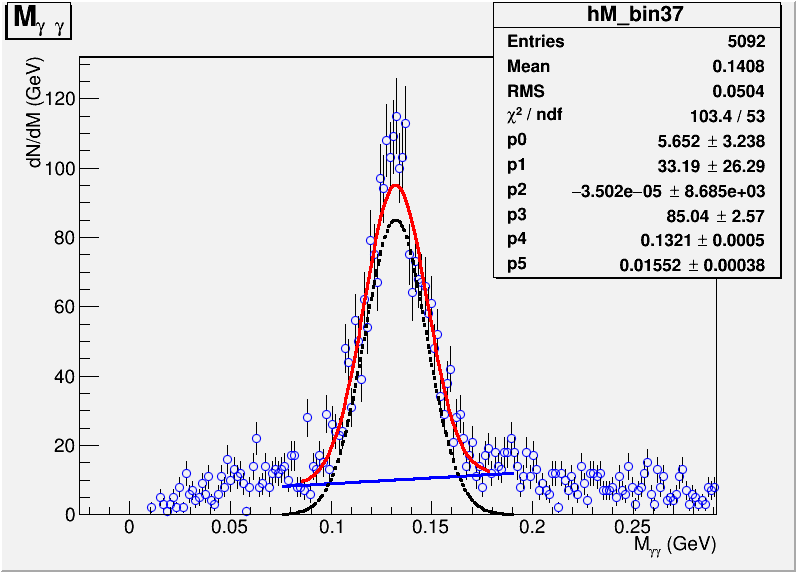 M γ γ
hM_bin37
Entries 5092
Mean 0.1408
RMS 0.0504
χ² / ndf 103.4 / 53
p0 5.652 ± 3.238
p1 33.19 ± 26.29
p2 −3.502e−05 ± 8.685e+03
p3 85.04 ± 2.57
p4 0.1321 ± 0.0005
p5 0.01552 ± 0.00038
dN/dM (GeV)
120
100
80
60
40
20
0
0 0.05 0.1 0.15 0.2 0.25
Mγγ (GeV)